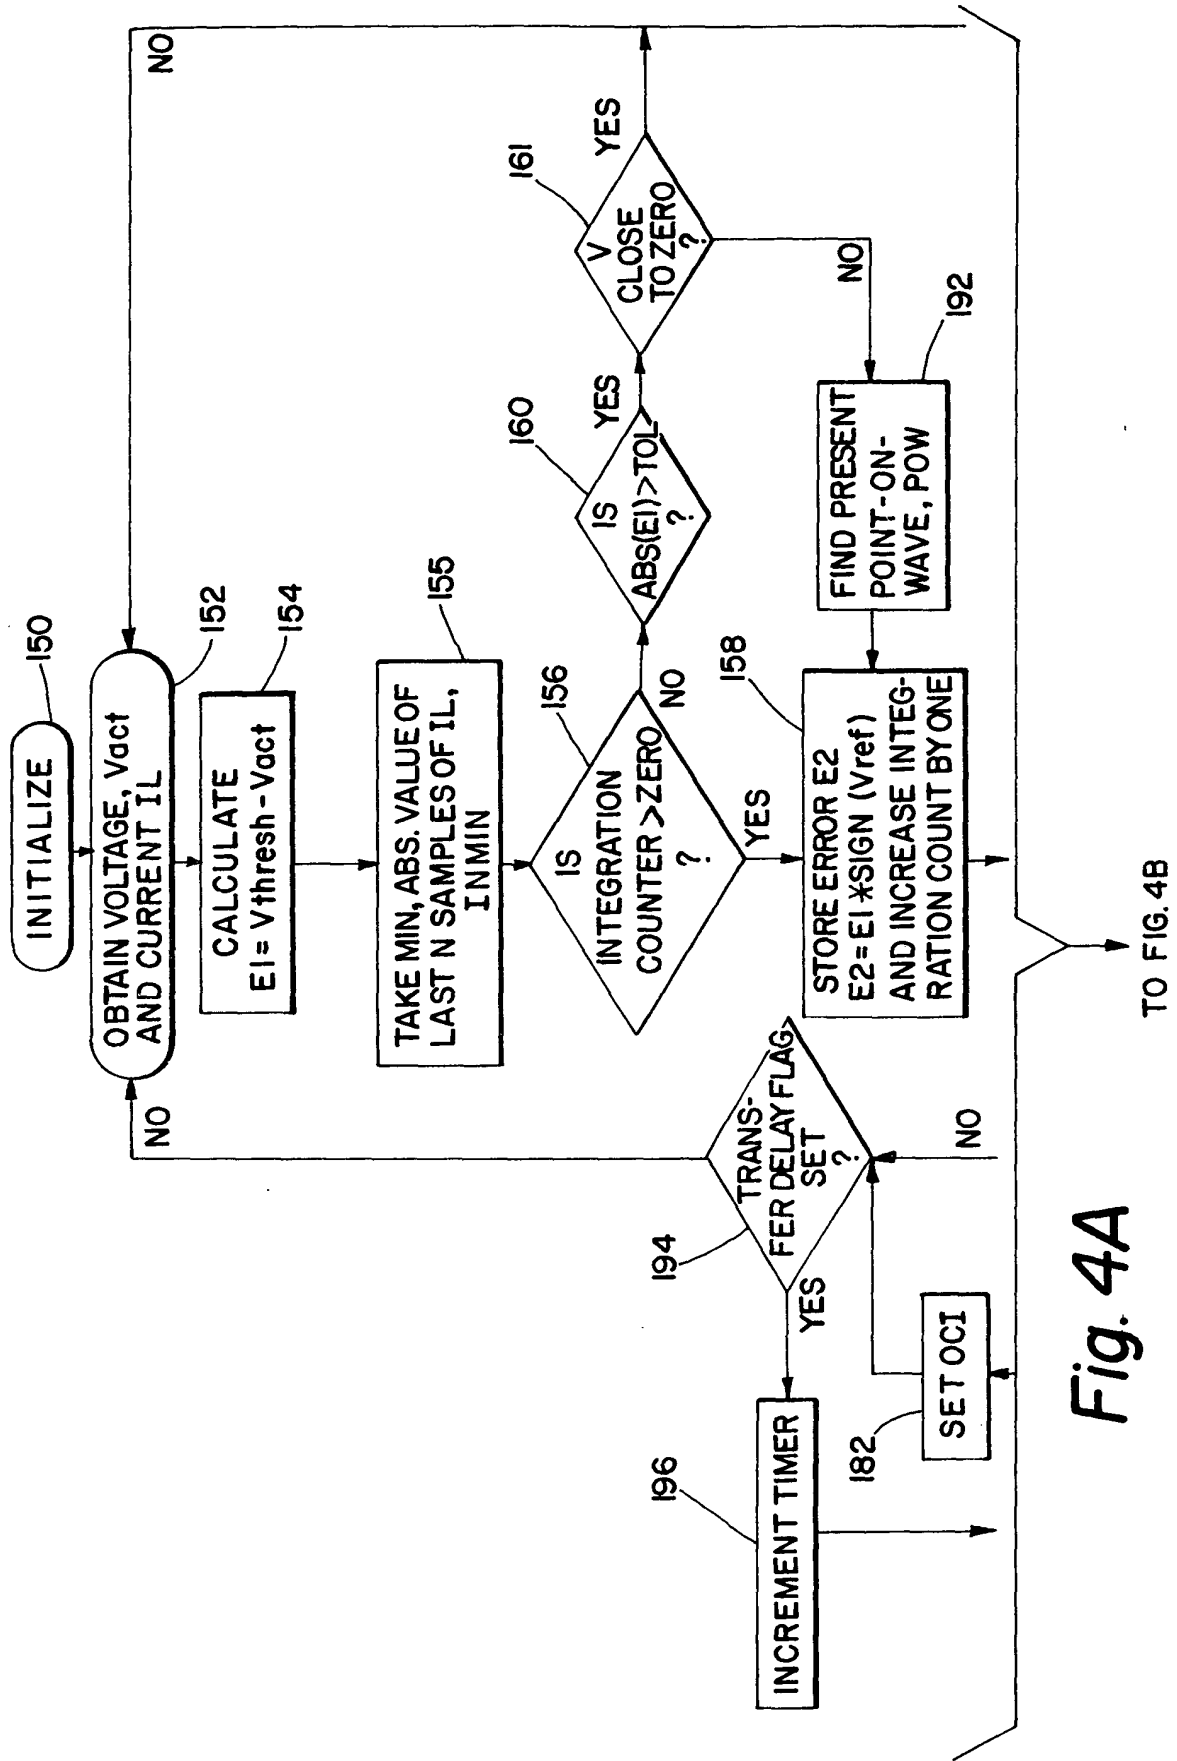 INITIALIZE
150
OBTAIN VOLTAGE, Vact
AND CURRENT IL
152
NO
NO
CALCULATE
E1=Vthresh-Vact
154
TAKE MIN, ABS. VALUE OF
LAST N SAMPLES OF IL,
INMIN
155
IS
INTEGRATION
COUNTER>ZERO
?
156
NO
YES
IS
ABS(E1)>TOL
?
160
YES
V
CLOSE
TO ZERO
?
161
YES
NO
FIND PRESENT
POINT-ON-
WAVE, POW
192
STORE ERROR E2
E2=E1*SIGN (Vref)
AND INCREASE INTEG-
RATION COUNT BY ONE
158
TRANS-
FER DELAY FLAG
SET
?
194
YES
NO
INCREMENT TIMER
196
SET OCI
182
TO FIG. 4B
Fig. 4A